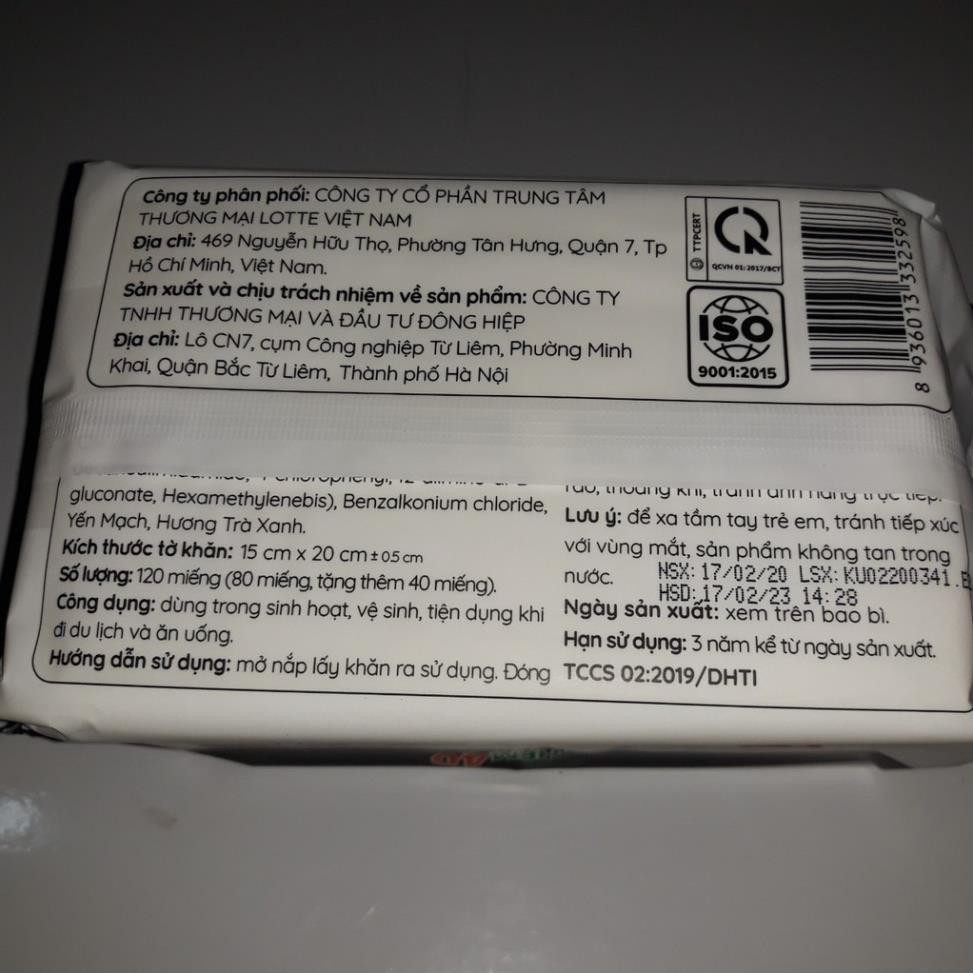 Công ty phân phối: CÔNG TY CỔ PHẦN TRUNG TÂM
THƯƠNG MẠI LOTTE VIỆT NAM
Địa chỉ: 469 Nguyễn Hữu Thọ, Phường Tân Hưng, Quận 7, Tp
Hồ Chí Minh, Việt Nam.
Sản xuất và chịu trách nhiệm về sản phẩm: CÔNG TY
TNHH THƯƠNG MẠI VÀ ĐẦU TƯ ĐÔNG HIỆP
Địa chỉ: Lô CN7, cụm Công nghiệp Từ Liêm, Phường Minh
Khai, Quận Bắc Từ Liêm, Thành phố Hà Nội
TTPCERT
QCVN 01:2017/BCT
ISO
9001:2015
8 936013 332598
gluconate, Hexamethylenebis), Benzalkonium chloride,
Yến Mạch, Hương Trà Xanh.
Kích thước tờ khăn: 15 cm x 20 cm ± 0.5 cm
Số lượng: 120 miếng (80 miếng, tặng thêm 40 miếng).
Công dụng: dùng trong sinh hoạt, vệ sinh, tiện dụng khi
đi du lịch và ăn uống.
Hướng dẫn sử dụng: mở nắp lấy khăn ra sử dụng. Đóng
ráo, thoáng khí, tránh ánh nắng trực tiếp.
Lưu ý: để xa tầm tay trẻ em, tránh tiếp xúc
với vùng mắt, sản phẩm không tan trong
nước.
NSX: 17/02/20 LSX: KU02200341.
HSD: 17/02/23 14:28
Ngày sản xuất: xem trên bao bì.
Hạn sử dụng: 3 năm kể từ ngày sản xuất.
TCCS 02:2019/DHTI